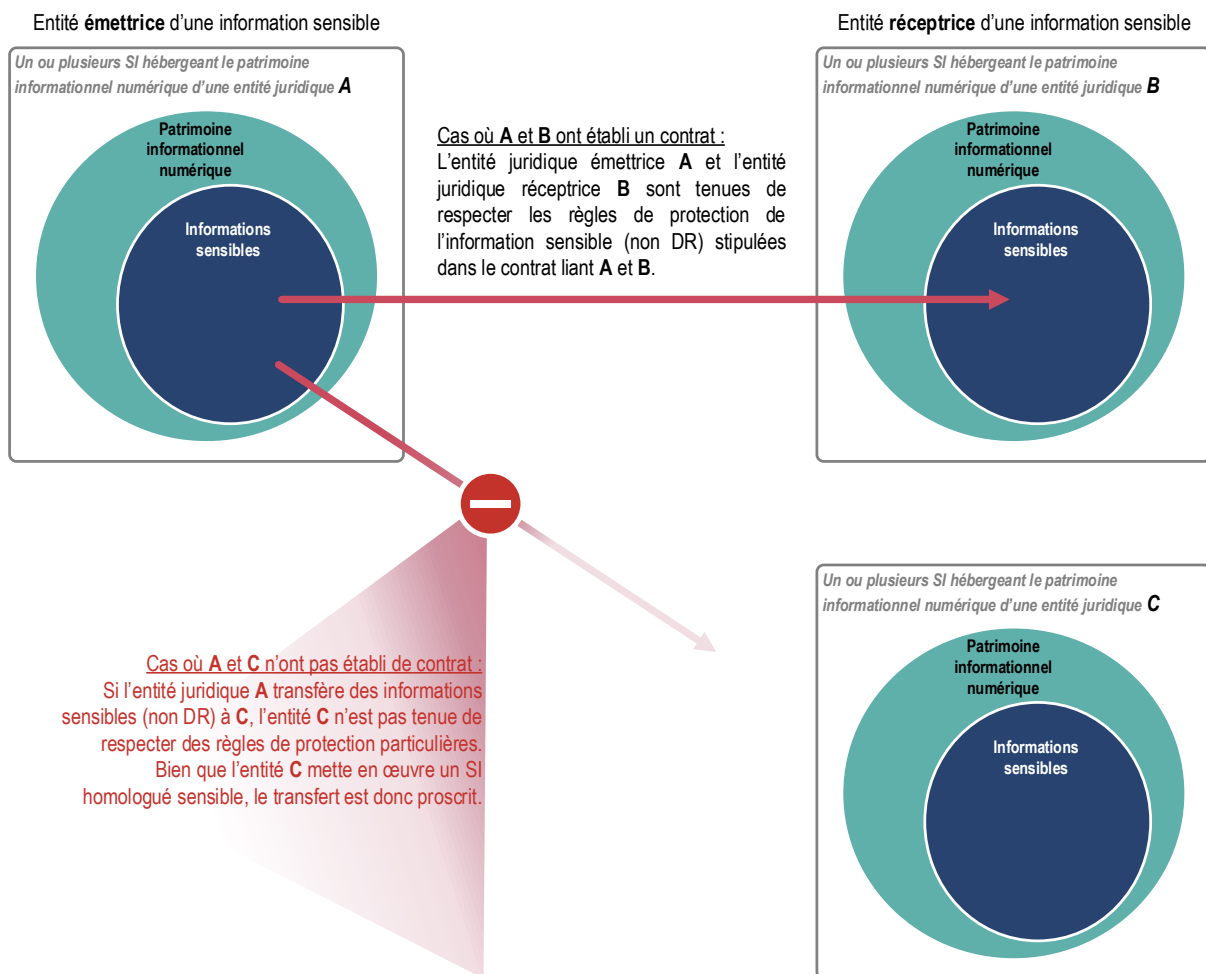 Entité émettrice d'une information sensible
Un ou plusieurs SI hébergeant le patrimoine
informationnel numérique d'une entité juridique A
Patrimoine
informationnel
numérique
Informations
sensibles
Cas où A et B ont établi un contrat :
L'entité juridique émettrice A et l'entité
juridique réceptrice B sont tenues de
respecter les règles de protection de
l'information sensible (non DR) stipulées
dans le contrat liant A et B.
Entité réceptrice d'une information sensible
Un ou plusieurs SI hébergeant le patrimoine
informationnel numérique d'une entité juridique B
Patrimoine
informationnel
numérique
Informations
sensibles
Cas où A et C n'ont pas établi de contrat :
Si l'entité juridique A transfère des informations
sensibles (non DR) à C, l'entité C n'est pas tenue de
respecter des règles de protection particulières.
Bien que l'entité C mette en œuvre un SI
homologué sensible, le transfert est donc proscrit.
Un ou plusieurs SI hébergeant le patrimoine
informationnel numérique d'une entité juridique C
Patrimoine
informationnel
numérique
Informations
sensibles